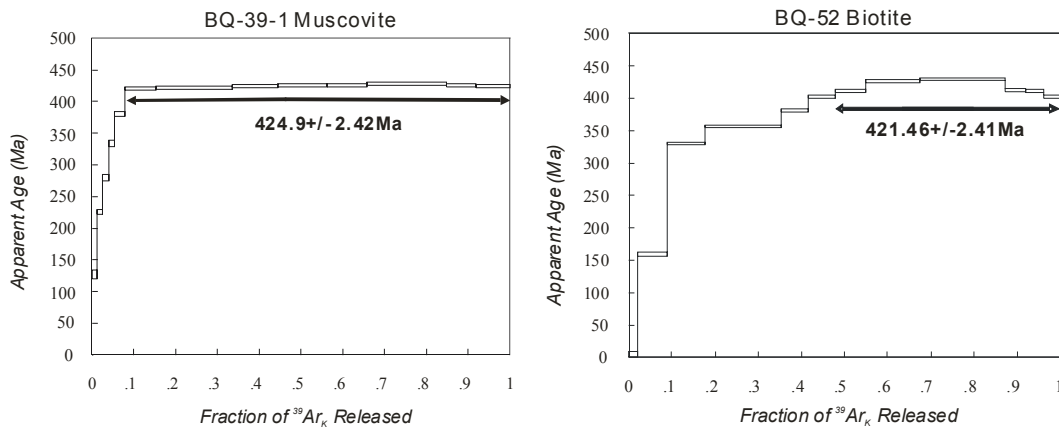 BQ-39-1 Muscovite
500
450
400
350
300
250
200
150
100
50
0
Apparent Age (Ma)
424.9+/-2.42Ma
0 .1 .2 .3 .4 .5 .6 .7 .8 .9 1
Fraction of ³⁹Arₖ Released
BQ-52 Biotite
500
450
400
350
300
250
200
150
100
50
0
Apparent Age (Ma)
421.46+/-2.41Ma
0 .1 .2 .3 .4 .5 .6 .7 .8 .9 1
Fraction of ³⁹Arₖ Released